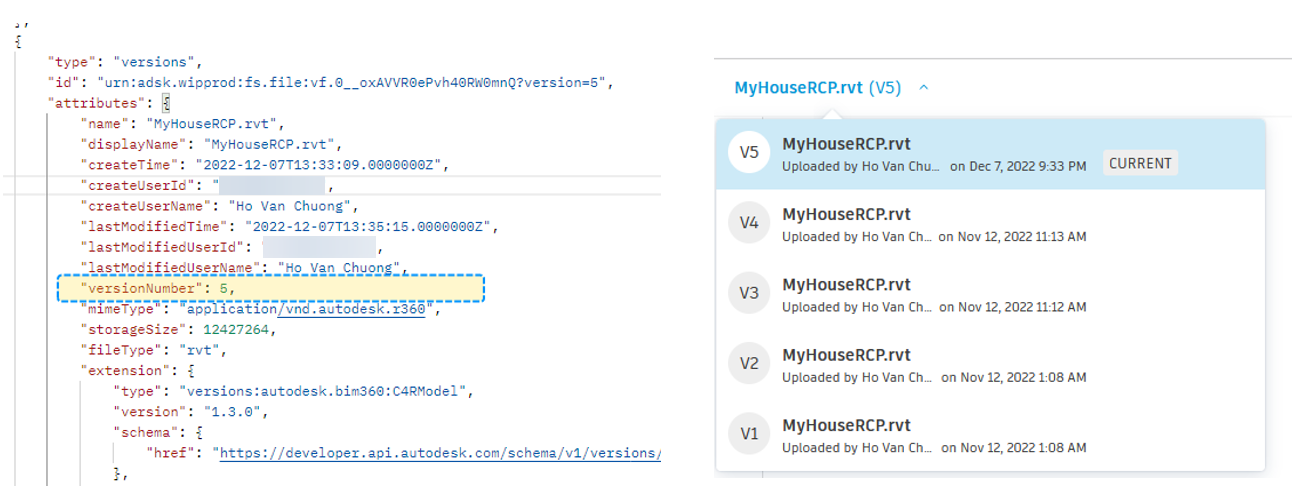 },
{
"type": "versions",
"id": "urn:adsk.wipprod:fs.file:vf.0__oxAVVR0ePvh40RW0mnQ?version=5",
"attributes": {
"name": "MyHouseRCP.rvt",
"displayName": "MyHouseRCP.rvt",
"createTime": "2022-12-07T13:33:09.0000000Z",
"createUserId": " ,
"createUserName": "Ho Van Chuong",
"lastModifiedTime": "2022-12-07T13:35:15.0000000Z",
"lastModifiedUserId": ,
"lastModifiedUserName": "Ho Van Chuong",
"versionNumber": 5,
"mimeType": "application/vnd.autodesk.r360",
"storageSize": 12427264,
"fileType": "rvt",
"extension": {
"type": "versions:autodesk.bim360:C4RModel",
"version": "1.3.0",
"schema": {
"href": "https://developer.api.autodesk.com/schema/v1/versions/
},
MyHouseRCP.rvt (V5)
V5
MyHouseRCP.rvt
Uploaded by Ho Van Chu... on Dec 7, 2022 9:33 PM
CURRENT
V4
MyHouseRCP.rvt
Uploaded by Ho Van Ch... on Nov 12, 2022 11:13 AM
V3
MyHouseRCP.rvt
Uploaded by Ho Van Ch... on Nov 12, 2022 11:12 AM
V2
MyHouseRCP.rvt
Uploaded by Ho Van Ch... on Nov 12, 2022 1:08 AM
V1
MyHouseRCP.rvt
Uploaded by Ho Van Ch... on Nov 12, 2022 1:08 AM